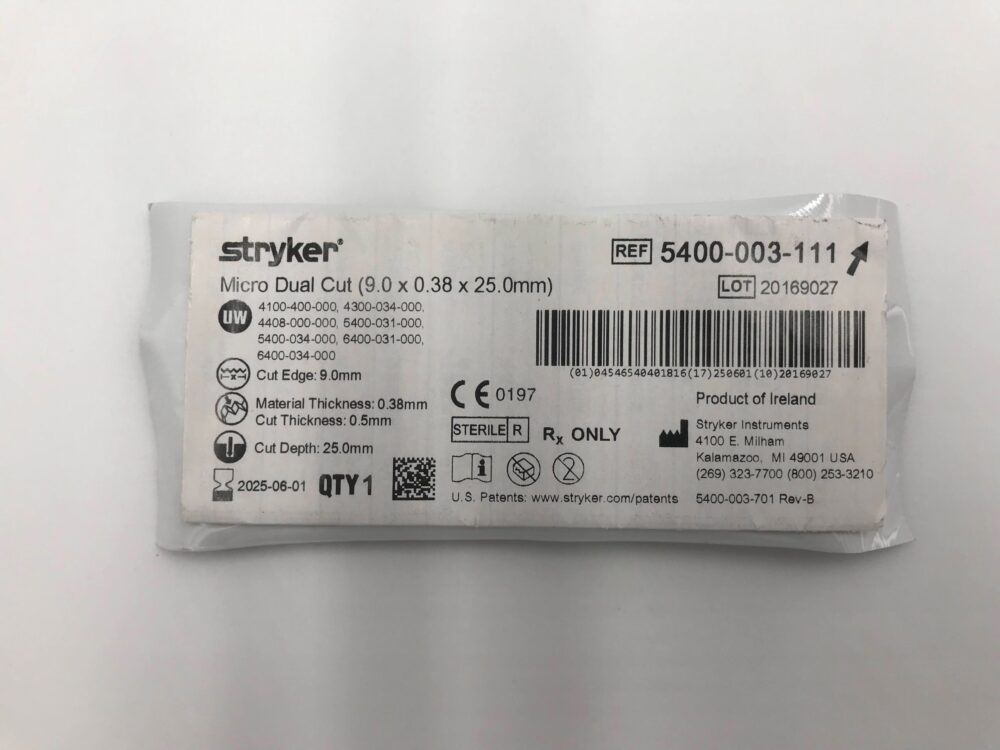 stryker®
REF 5400-003-111
Micro Dual Cut (9.0 x 0.38 x 25.0mm)
LOT 20169027
UW
4100-400-000, 4300-034-000,
4408-000-000, 5400-031-000,
5400-034-000, 6400-031-000,
6400-034-000
(01)04546540401816(17)250601(10)20169027
Cut Edge: 9.0mm
Material Thickness: 0.38mm
Cut Thickness: 0.5mm
Cut Depth: 25.0mm
2025-06-01 QTY 1
CE 0197
STERILE R
Rx ONLY
i
2
U.S. Patents: www.stryker.com/patents
Product of Ireland
Stryker Instruments
4100 E. Milham
Kalamazoo, MI 49001 USA
(269) 323-7700 (800) 253-3210
5400-003-701 Rev-B